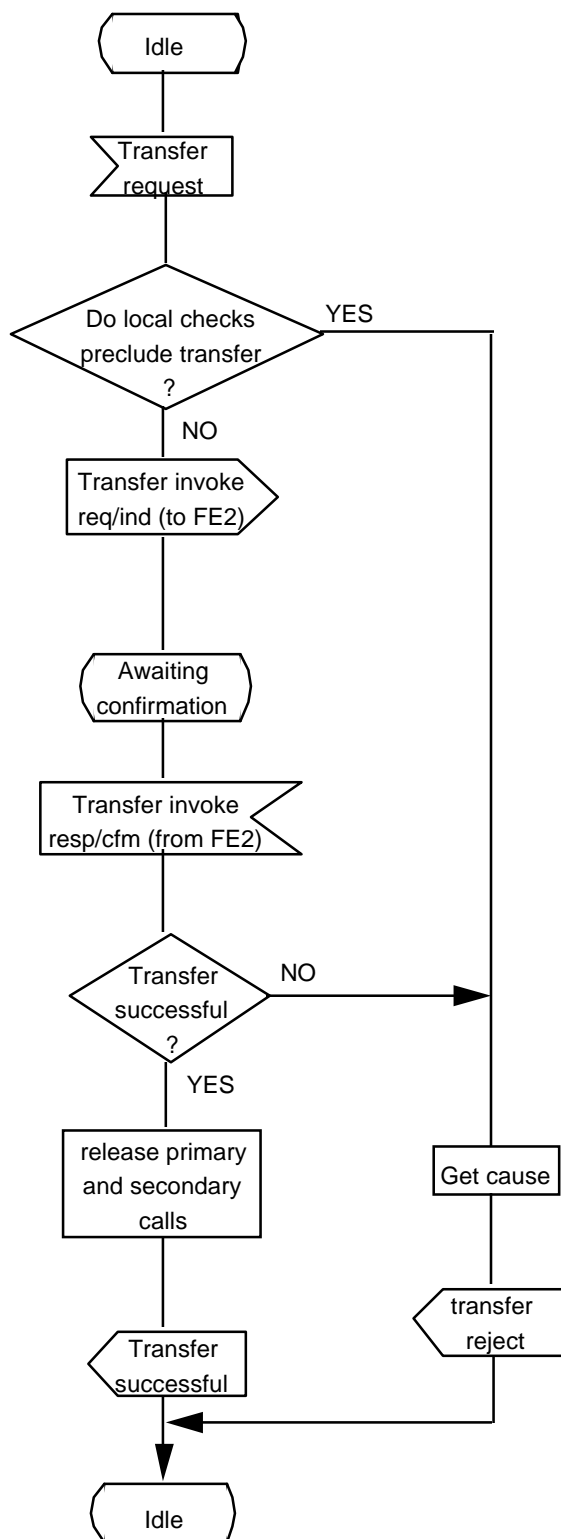 Idle
Transfer
request
Do local checks
preclude transfer
?
YES
NO
Transfer invoke
req/ind (to FE2)
Awaiting
confirmation
Transfer invoke
resp/cfm (from FE2)
Transfer
successful
?
NO
YES
release primary
and secondary
calls
Get cause
transfer
reject
Transfer
successful
Idle